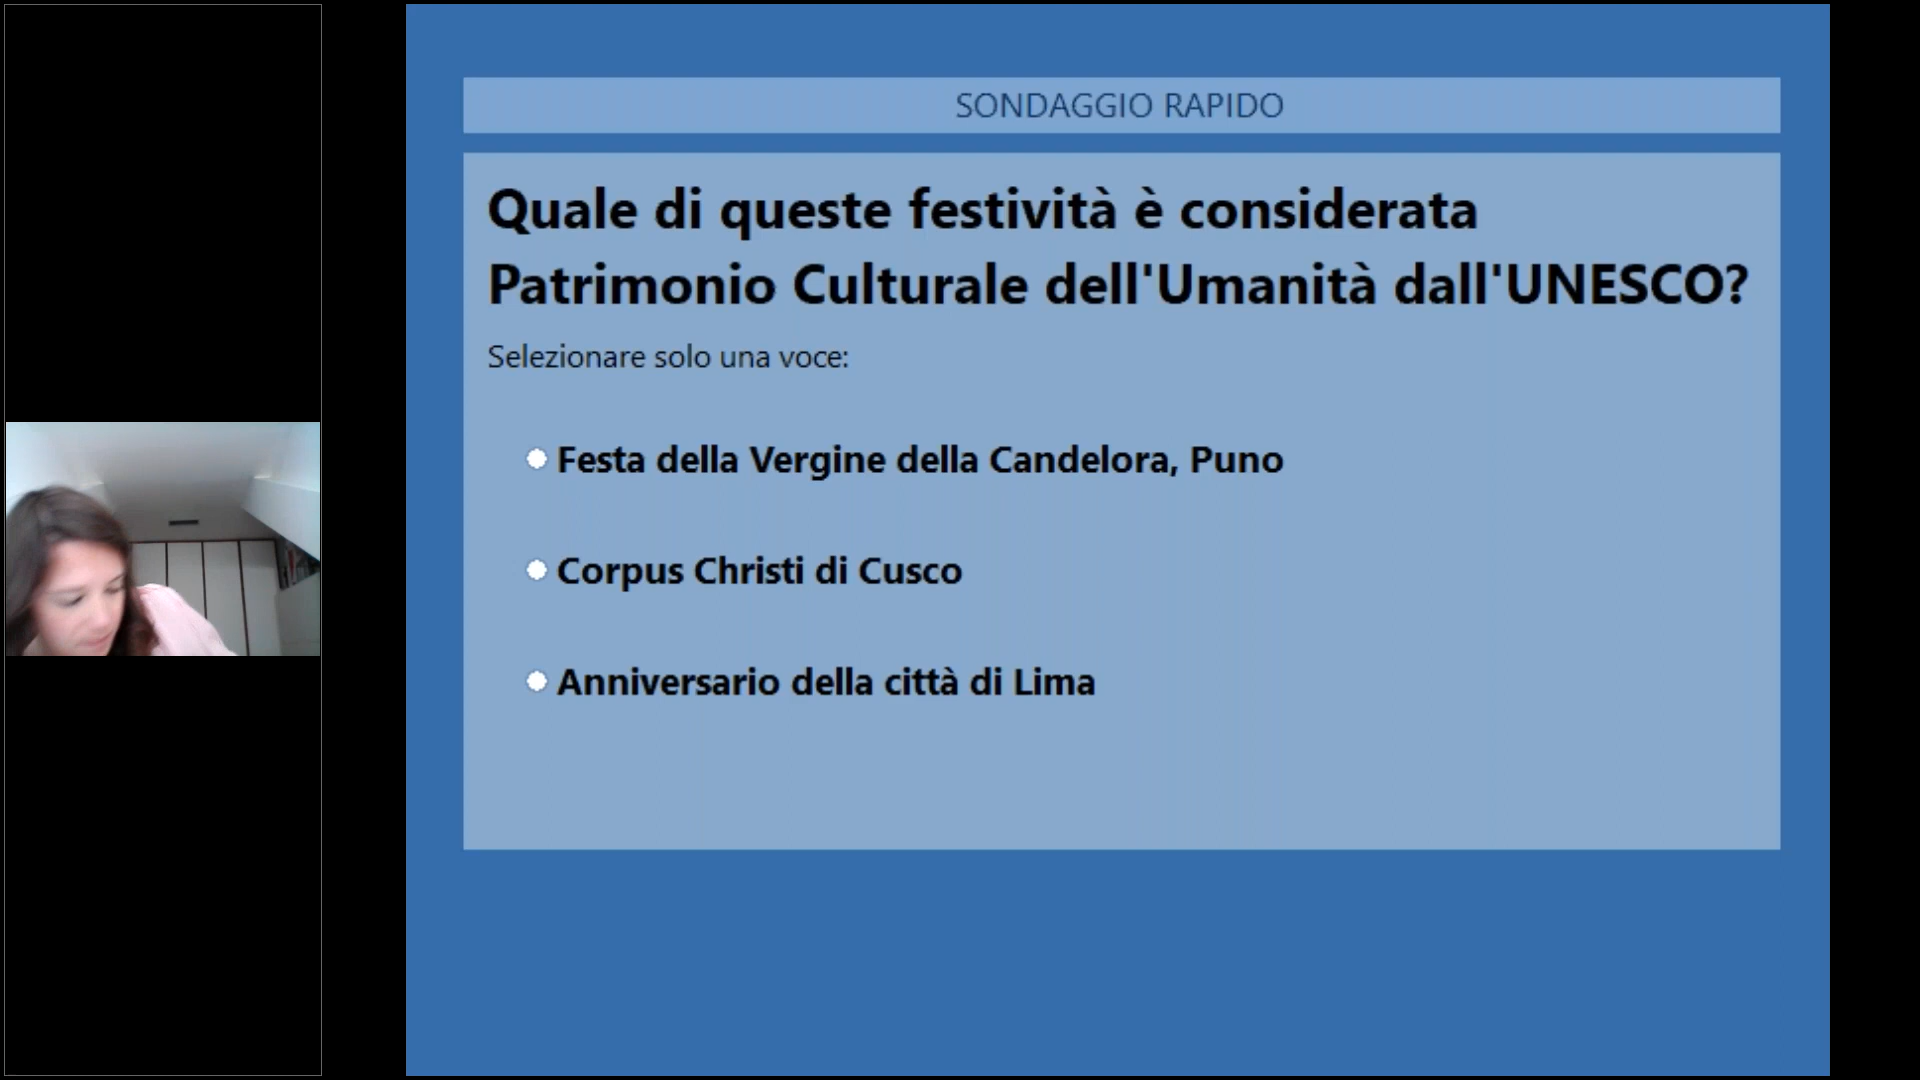 SONDAGGIO RAPIDO
Quale di queste festività è considerata
Patrimonio Culturale dell'Umanità dall'UNESCO?
Selezionare solo una voce:
Festa della Vergine della Candelora, Puno
Corpus Christi di Cusco
Anniversario della città di Lima